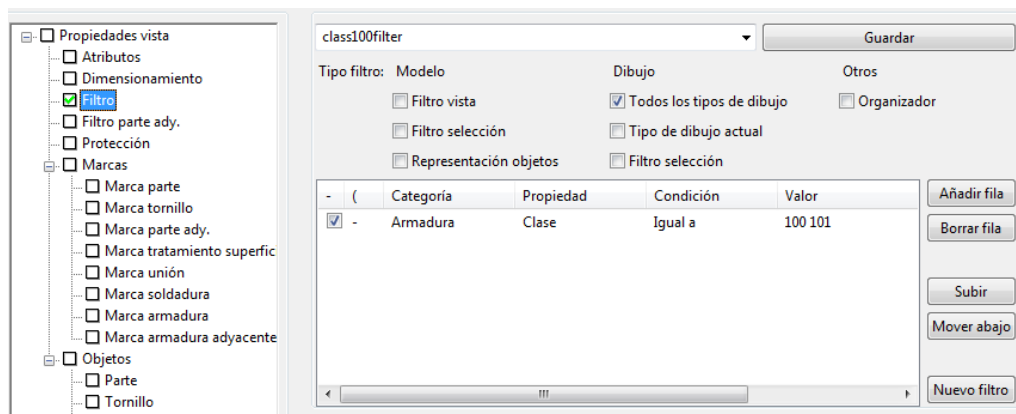 Propiedades vista
Atributos
Dimensionamiento
Filtro
Filtro parte ady.
Protección
Marcas
Marca parte
Marca tornillo
Marca parte ady.
Marca tratamiento superfic
Marca unión
Marca soldadura
Marca armadura
Marca armadura adyacente
Objetos
Parte
Tornillo
class100filter Guardar
Tipo filtro: Modelo Dibujo Otros
Filtro vista Todos los tipos de dibujo Organizador
Filtro selección Tipo de dibujo actual
Representación objetos Filtro selección
- ( Categoría Propiedad Condición Valor
- Armadura Clase Igual a 100 101
Añadir fila
Borrar fila
Subir
Mover abajo
Nuevo filtro